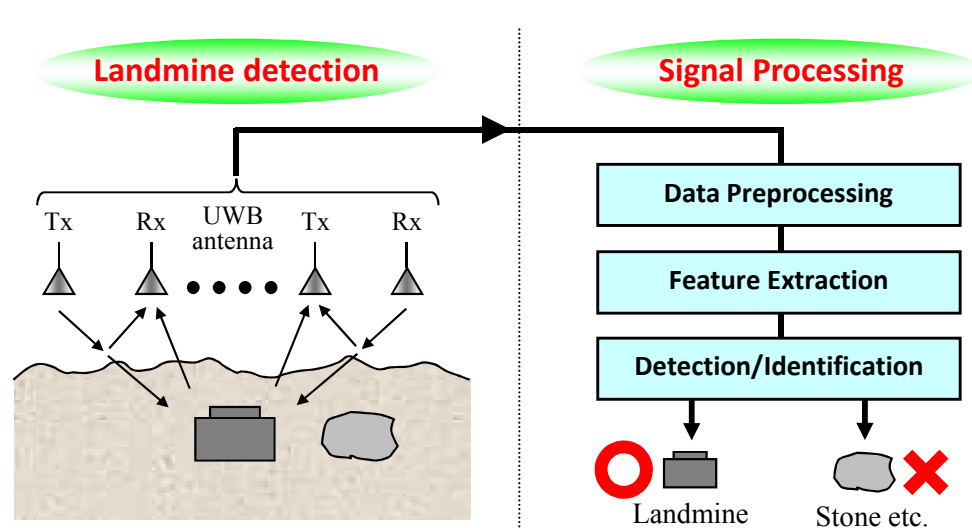 Landmine detection
Signal Processing
Tx
Rx
UWB
antenna
Tx
Rx
Data Preprocessing
Feature Extraction
Detection/Identification
Landmine
Stone etc.